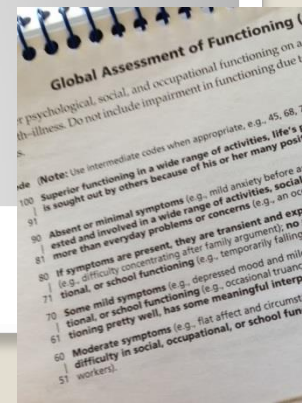 Global Assessment of Functioning (
r psychological, social, and occupational functioning on a
th–illness. Do not include impairment in functioning due t
s.
de (Note: Use intermediate codes when appropriate, e.g., 45, 68, 7
100 Superior functioning in a wide range of activities, life's
| is sought out by others because of his or her many posi
91
90 Absent or minimal symptoms (e.g., mild anxiety before a
| ested and involved in a wide range of activities, social
81 more than everyday problems or concerns (e.g., an oc
80 If symptoms are present, they are transient and exp
| (e.g., difficulty concentrating after family argument); no
71 tional, or school functioning (e.g., temporarily falling
70 Some mild symptoms (e.g., depressed mood and mil
| tional, or school functioning (e.g., occasional truan
61 tioning pretty well, has some meaningful interp
60 Moderate symptoms (e.g., flat affect and circums
| difficulty in social, occupational, or school fun
51 workers).